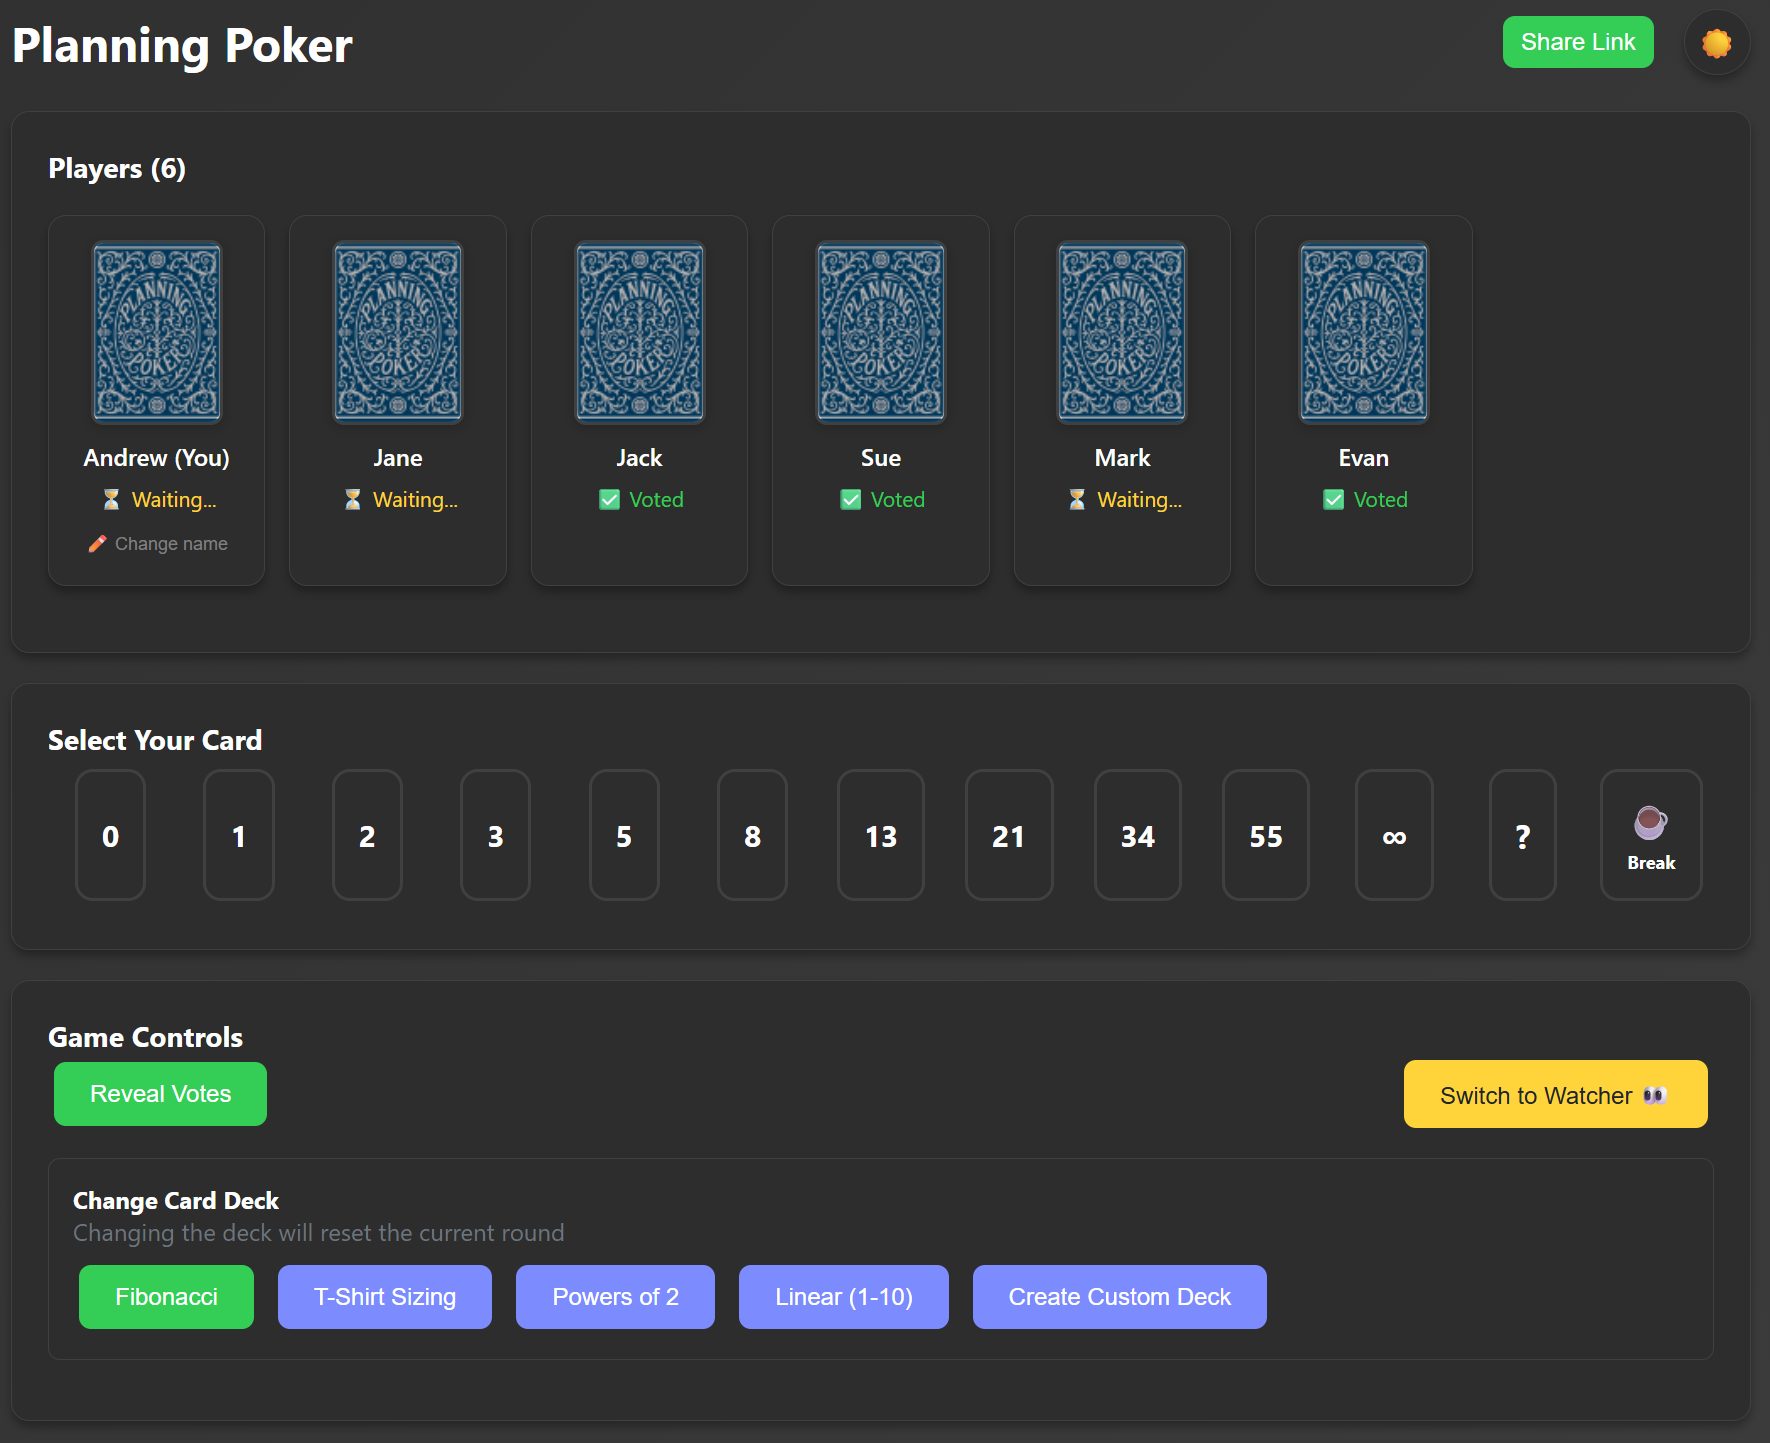 Planning Poker
Share Link
Players (6)
PLANNING POKER
PLANNING POKER
PLANNING POKER
PLANNING POKER
PLANNING POKER
PLANNING POKER
Andrew (You)
Jane
Jack
Sue
Mark
Evan
Waiting...
Waiting...
Voted
Voted
Waiting...
Voted
Change name
Select Your Card
0
1
2
3
5
8
13
21
34
55
∞
?
Break
Game Controls
Reveal Votes
Switch to Watcher 👀
Change Card Deck
Changing the deck will reset the current round
Fibonacci
T-Shirt Sizing
Powers of 2
Linear (1-10)
Create Custom Deck